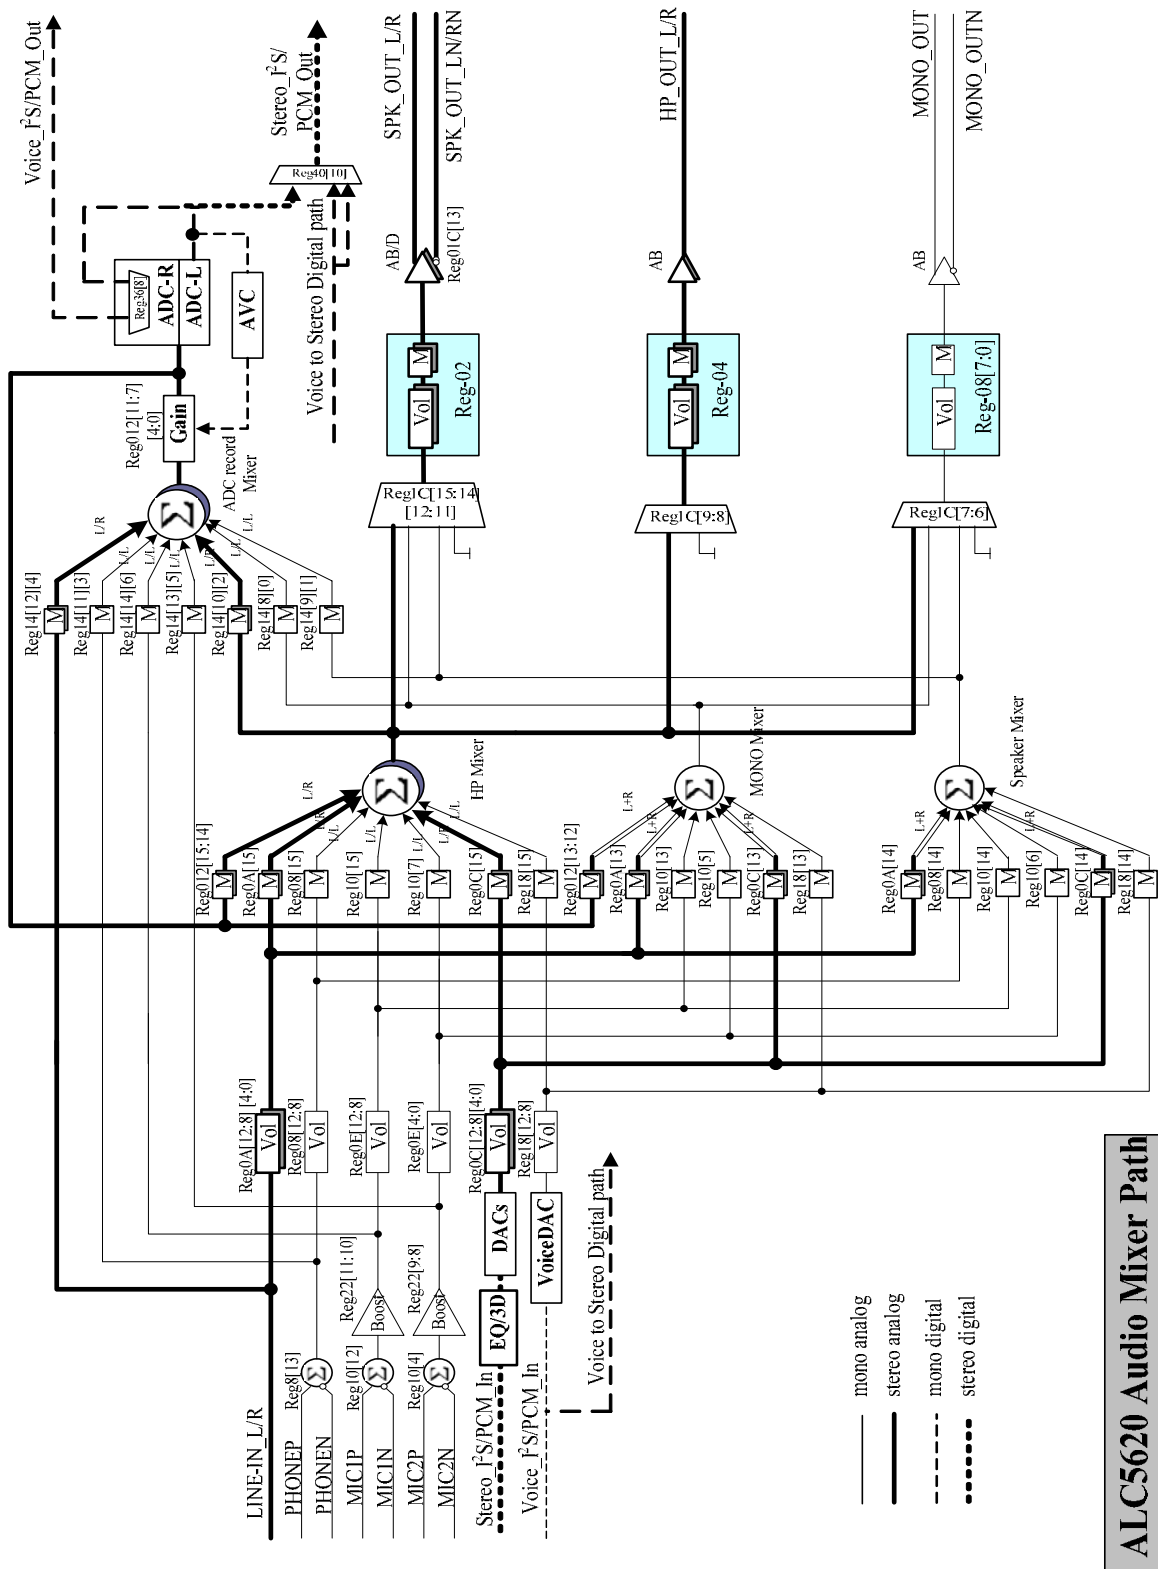 LINE-IN_L/R
PHONEP
PHONEN
MIC1P
MIC1N
MIC2P
MIC2N
Stereo_I²S/PCM_In
Voice_I²S/PCM_In
Reg8[13]
Σ
Reg10[12]
Σ
Reg10[4]
Σ
Reg22[11:10]
Boost
Reg22[9:8]
Boost
EQ/3D
DACs
VoiceDAC
Voice to Stereo Digital path
Reg0A[12:8] [4:0]
Vol
Reg08[12:8]
Vol
Reg0E[12:8]
Vol
Reg0E[4:0]
Vol
Reg0C[12:8][4:0]
Vol
Reg18[12:8]
Vol
Reg012[15:14]
M
Reg0A[15]
M
Reg08[15]
M
Reg10[15]
M
Reg10[7]
M
Reg0C[15]
M
Reg18[15]
M
L/R
L/R
L/L
L/L
L/L
L/R
L/L
Σ
HP Mixer
Reg012[13:12]
M
Reg0A[13]
M
Reg10[13]
M
Reg10[5]
M
Reg0C[13]
M
Reg18[13]
M
L+R
L+R
L+R
Σ
MONO Mixer
Reg0A[14]
M
Reg08[14]
M
Reg10[14]
M
Reg10[6]
M
Reg0C[14]
M
Reg18[14]
M
L+R
L+R
Σ
Speaker Mixer
Reg14[12][4]
M
Reg14[11][3]
M
Reg14[14][6]
M
Reg14[13][5]
M
Reg14[10][2]
M
Reg14[8][0]
M
Reg14[9][1]
M
L/R
L/L
L/L
L/L
L/R
L/L
L/L
Σ
ADC record
Mixer
Reg012[11:7]
[4:0]
Gain
AVC
Reg36[8]
ADC-R
ADC-L
Voice_I²S/PCM_Out
Stereo_I²S/
PCM_Out
Reg40[10]
Voice to Stereo Digital path
Reg1C[15:14]
[12:11]
Vol
M
Reg-02
AB/D
Reg01C[13]
SPK_OUT_L/R
SPK_OUT_LN/RN
Reg1C[9:8]
Vol
M
Reg-04
AB
HP_OUT_L/R
Reg1C[7:6]
Vol
M
Reg-08[7:0]
AB
MONO_OUT
MONO_OUTN
mono analog
stereo analog
mono digital
stereo digital
ALC5620 Audio Mixer Path